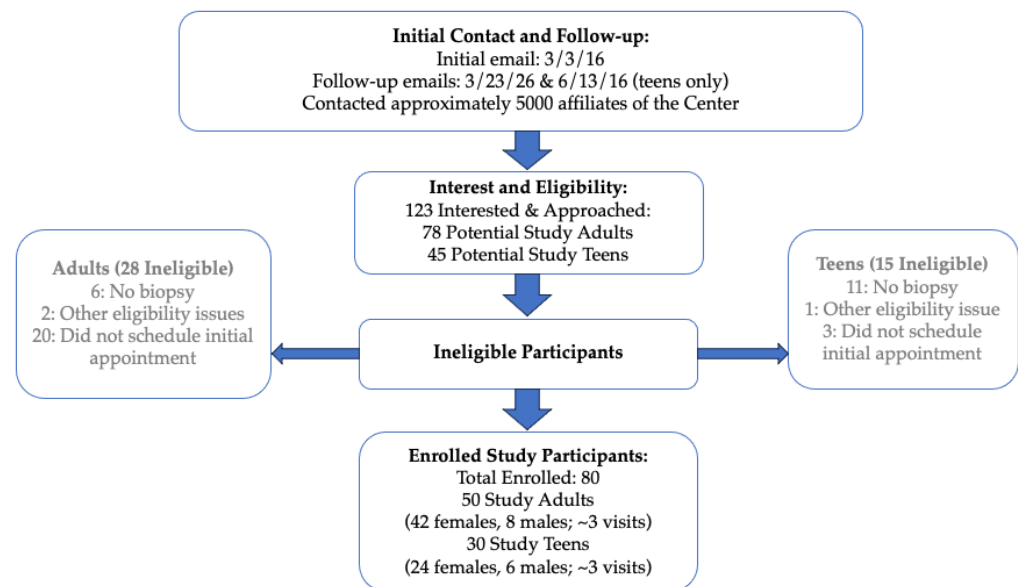 Initial Contact and Follow-up:
Initial email: 3/3/16
Follow-up emails: 3/23/26 & 6/13/16 (teens only)
Contacted approximately 5000 affiliates of the Center
Interest and Eligibility:
123 Interested & Approached:
78 Potential Study Adults
45 Potential Study Teens
Adults (28 Ineligible)
6: No biopsy
2: Other eligibility issues
20: Did not schedule initial
appointment
Ineligible Participants
Teens (15 Ineligible)
11: No biopsy
1: Other eligibility issue
3: Did not schedule
initial appointment
Enrolled Study Participants:
Total Enrolled: 80
50 Study Adults
(42 females, 8 males; ~3 visits)
30 Study Teens
(24 females, 6 males; ~3 visits)